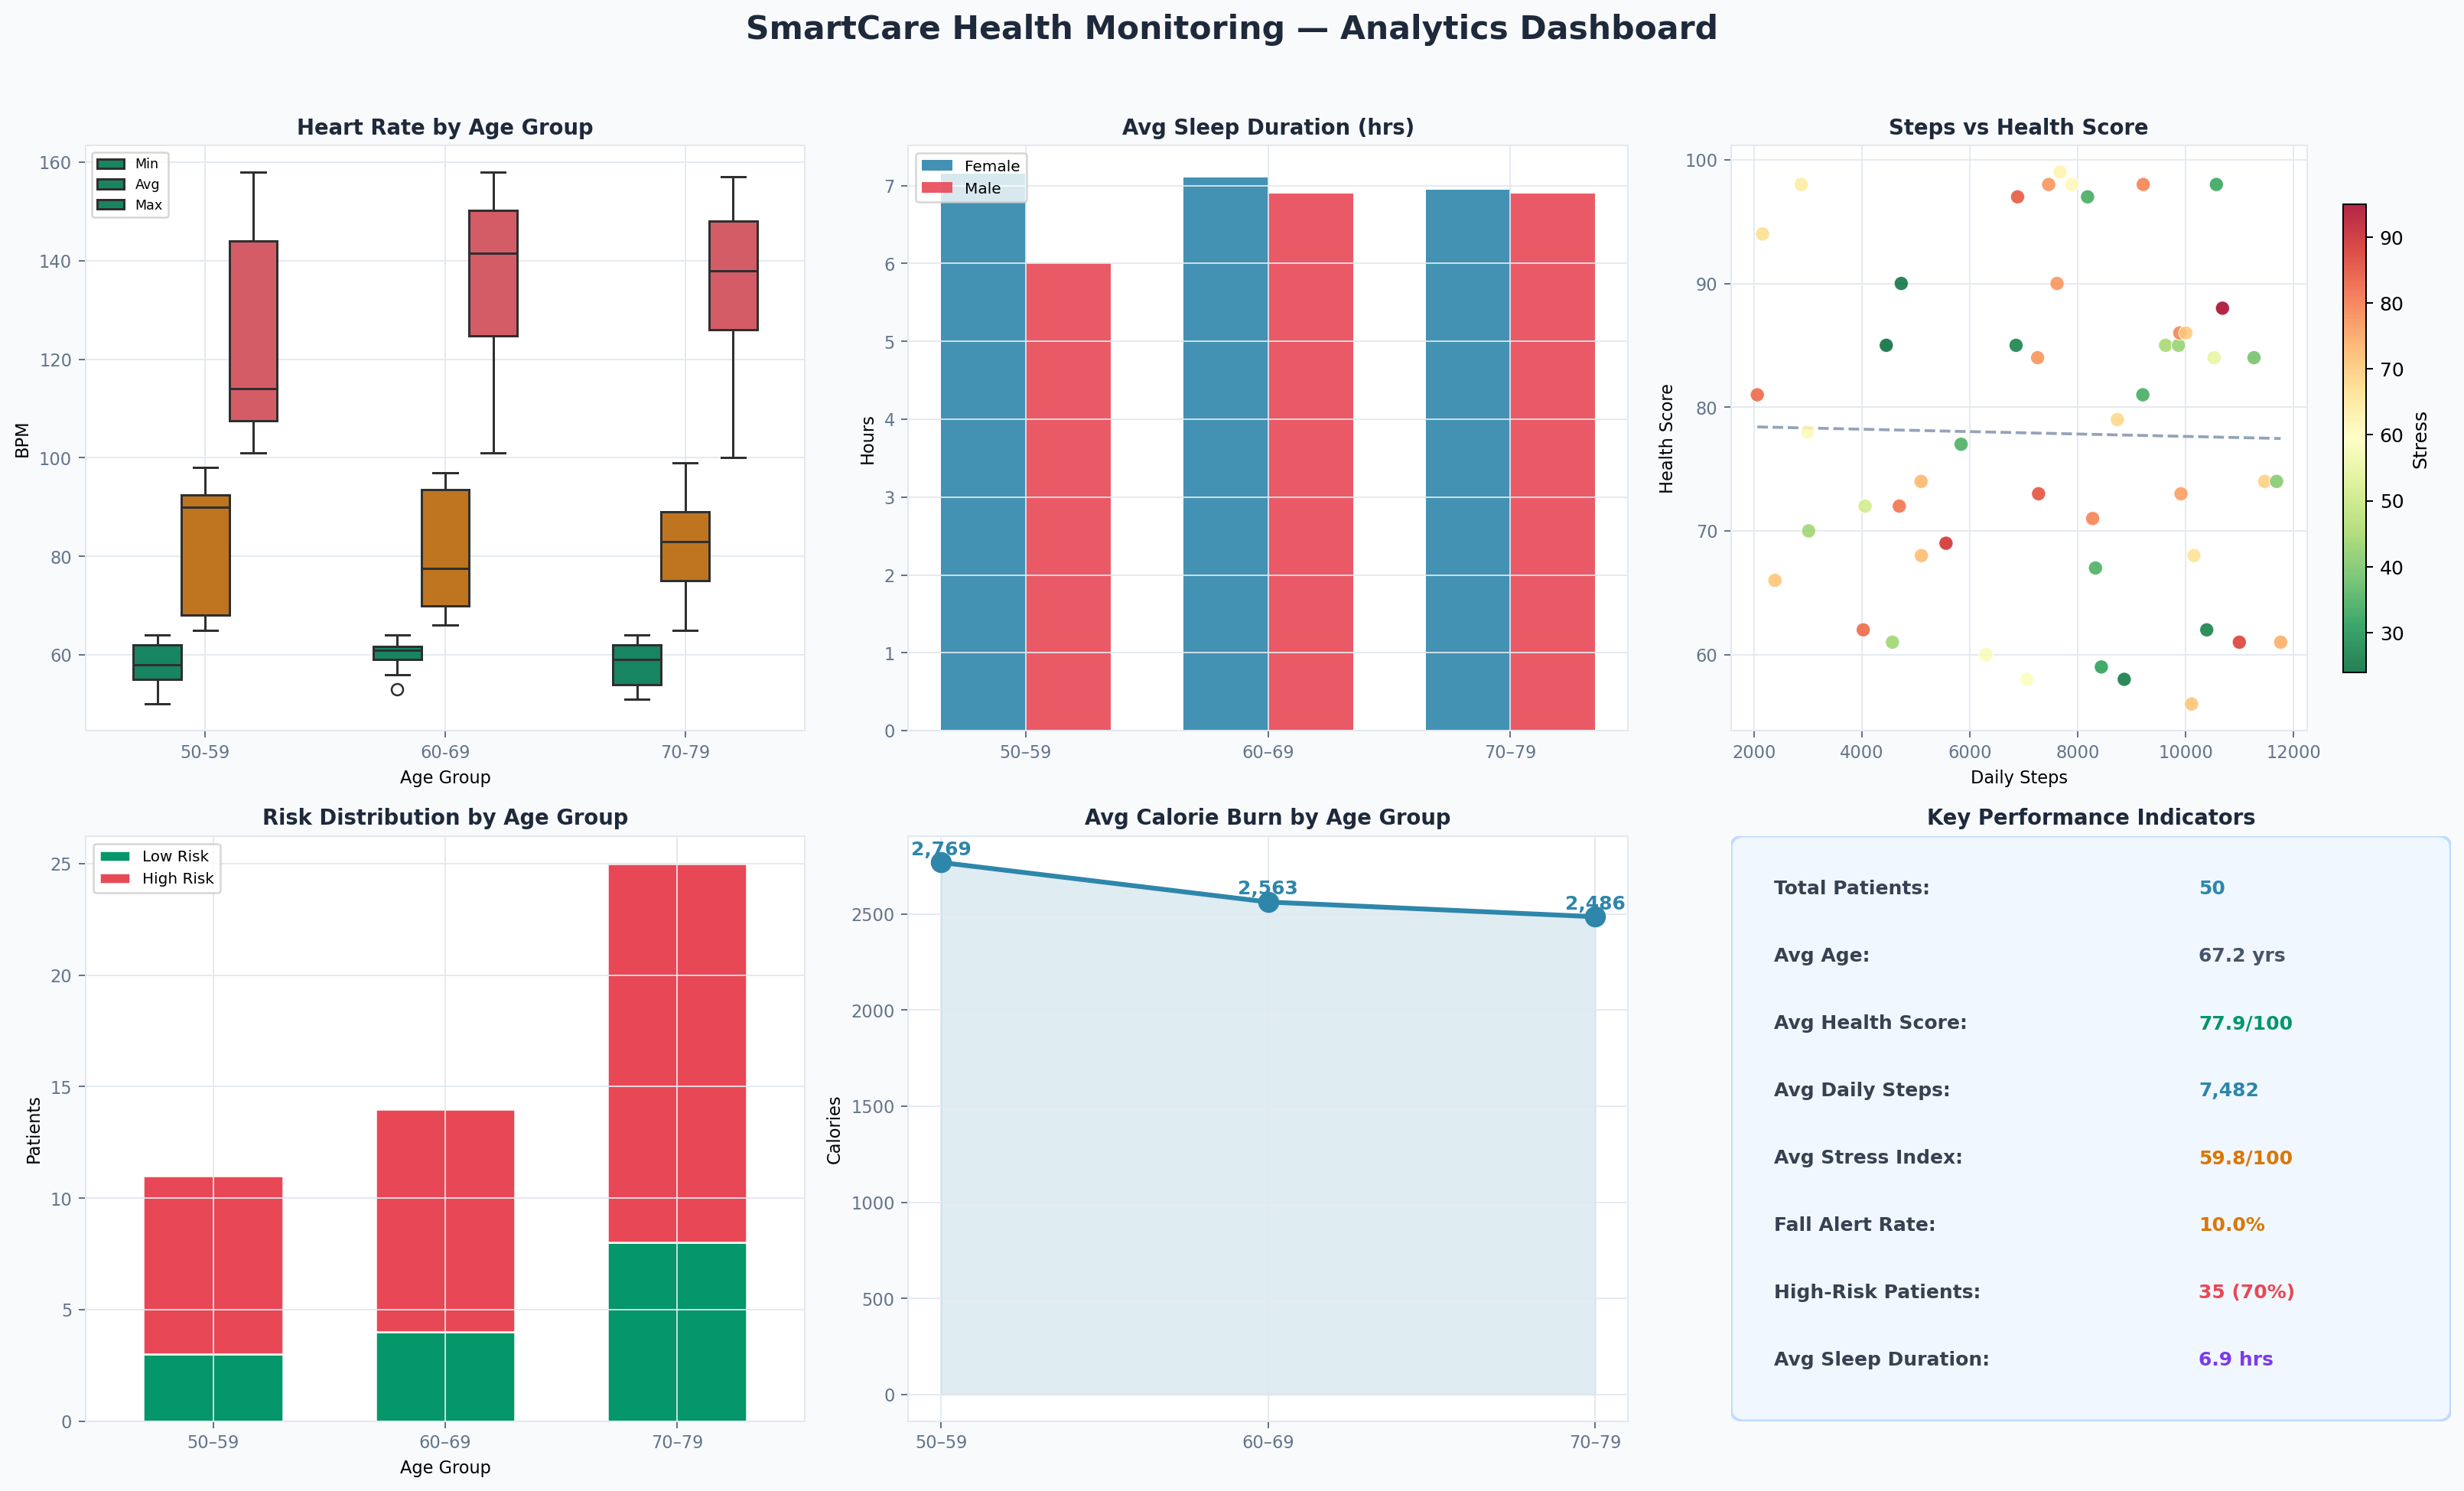 SmartCare Health Monitoring — Analytics Dashboard
Heart Rate by Age Group
Min
Avg
Max
160
140
120
100
80
60
BPM
50-59
60-69
70-79
Age Group
Avg Sleep Duration (hrs)
Female
Male
7
6
5
4
3
2
1
0
Hours
50–59
60–69
70–79
Steps vs Health Score
100
90
80
70
60
Health Score
2000
4000
6000
8000
10000
12000
Daily Steps
90
80
70
60
50
40
30
Stress
Risk Distribution by Age Group
Low Risk
High Risk
25
20
15
10
5
0
Patients
50–59
60–69
70–79
Age Group
Avg Calorie Burn by Age Group
2,769
2,563
2,486
2500
2000
1500
1000
500
0
Calories
50–59
60–69
70–79
Key Performance Indicators
Total Patients: 50
Avg Age: 67.2 yrs
Avg Health Score: 77.9/100
Avg Daily Steps: 7,482
Avg Stress Index: 59.8/100
Fall Alert Rate: 10.0%
High-Risk Patients: 35 (70%)
Avg Sleep Duration: 6.9 hrs